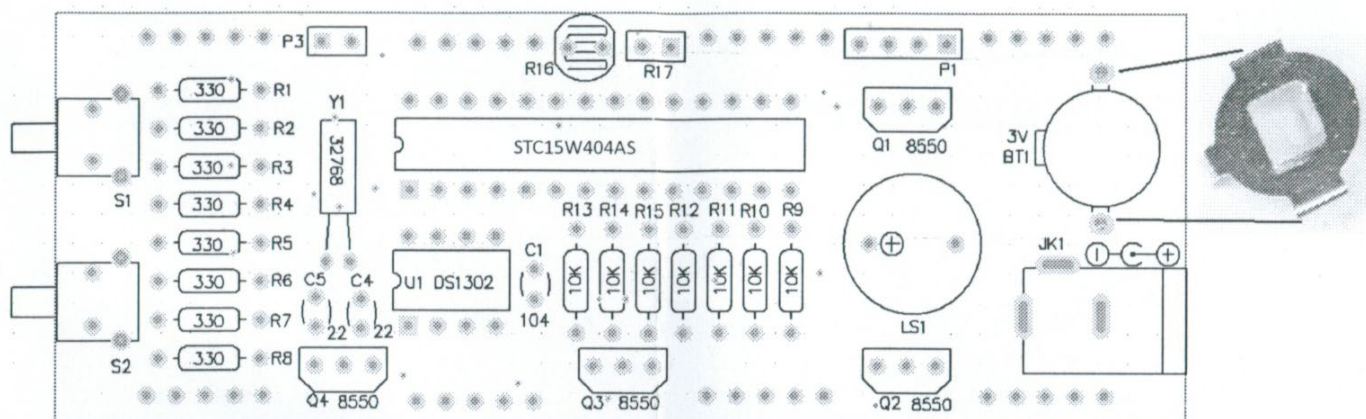 P3
R16
R17
P1
330 R1
330 R2
330 R3
330 R4
330 R5
330 R6
330 R7
330 R8
S1
S2
Y1
32768
STC15W404AS
Q1 8550
3V
BT1
R13 R14 R15 R12 R11 R10 R9
10K 10K 10K 10K 10K 10K 10K
C5 C4
22 22
U1 DS1302
C1
104
LS1
JK1
Q4 8550
Q3 8550
Q2 8550